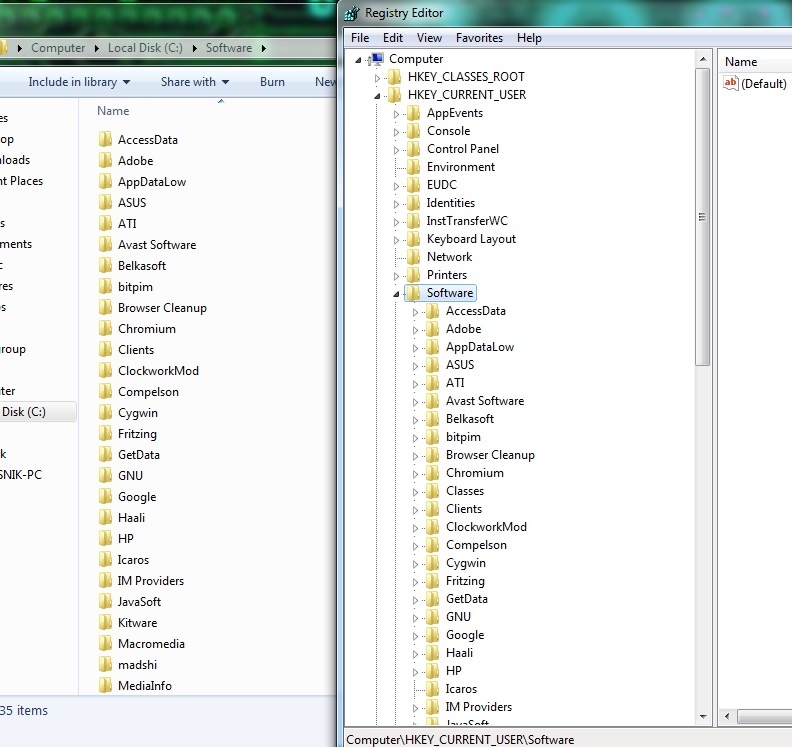 Computer Local Disk (C:) Software
Include in library Share with Burn New
es
op
loads
nt Places
s
ments
c
res
os
group
ter
Disk (C:)
k
SNIK-PC
Name
AccessData
Adobe
AppDataLow
ASUS
ATI
Avast Software
Belkasoft
bitpim
Browser Cleanup
Chromium
Clients
ClockworkMod
Compelson
Cygwin
Fritzing
GetData
GNU
Google
Haali
HP
Icaros
IM Providers
JavaSoft
Kitware
Macromedia
madshi
MediaInfo
35 items
Registry Editor
File Edit View Favorites Help
Computer
HKEY_CLASSES_ROOT
HKEY_CURRENT_USER
AppEvents
Console
Control Panel
Environment
EUDC
Identities
InstTransferWC
Keyboard Layout
Network
Printers
Software
AccessData
Adobe
AppDataLow
ASUS
ATI
Avast Software
Belkasoft
bitpim
Browser Cleanup
Chromium
Classes
Clients
ClockworkMod
Compelson
Cygwin
Fritzing
GetData
GNU
Google
Haali
HP
Icaros
IM Providers
JavaSoft
Name
ab (Default)
Computer\HKEY_CURRENT_USER\Software